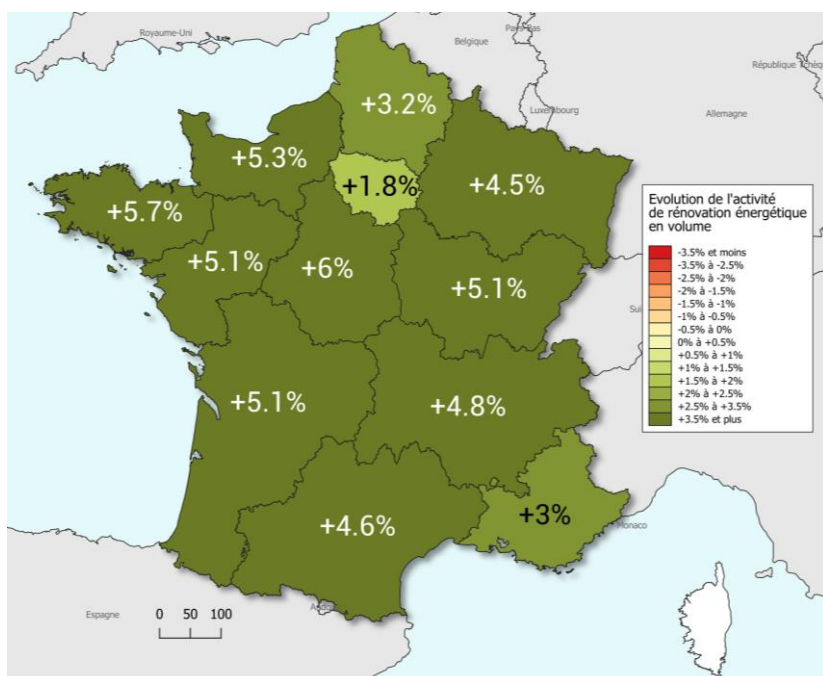 Royaume-Uni
Pays-Bas
Belgique
République Tchèque
Luxembourg
Allemagne
+3.2%
+5.3%
+1.8%
+4.5%
+5.7%
+5.1%
+6%
+5.1%
Evolution de l'activité
de rénovation énergétique
en volume
-3.5% et moins
-3.5% à -2.5%
-2.5% à -2%
-2% à -1.5%
-1.5% à -1%
-1% à -0.5%
-0.5% à 0%
0% à +0.5%
+0.5% à +1%
+1% à +1.5%
+1.5% à +2%
+2% à +2.5%
+2.5% à +3.5%
+3.5% et plus
Sui
+5.1%
+4.8%
+4.6%
+3%
Monaco
Espagne
0 50 100